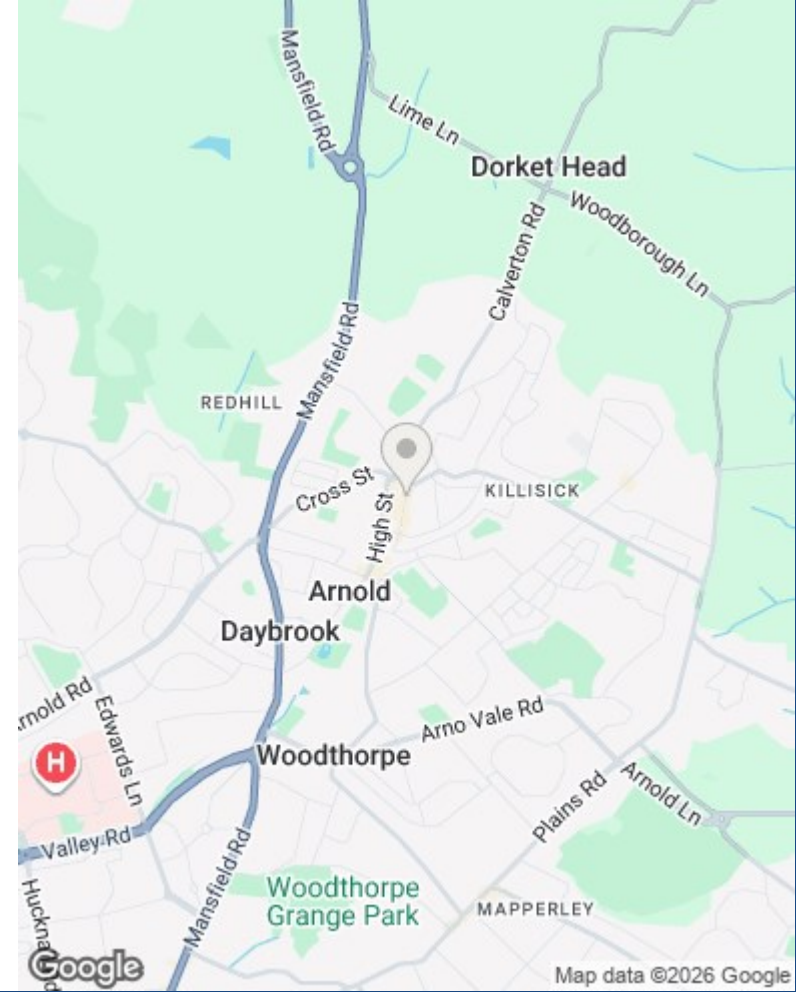 Mansfield Rd
Lime Ln
Dorket Head
Woodborough Ln
Calverton Rd
Mansfield Rd
REDHILL
Cross St
High St
KILLISICK
Arnold
Daybrook
Arnold Rd
Edwards Ln
Arno Vale Rd
Woodthorpe
H
Plains Rd
Arnold Ln
Valley Rd
Mansfield Rd
Woodthorpe
Grange Park
MAPPERLEY
Google
Map data ©2026 Google